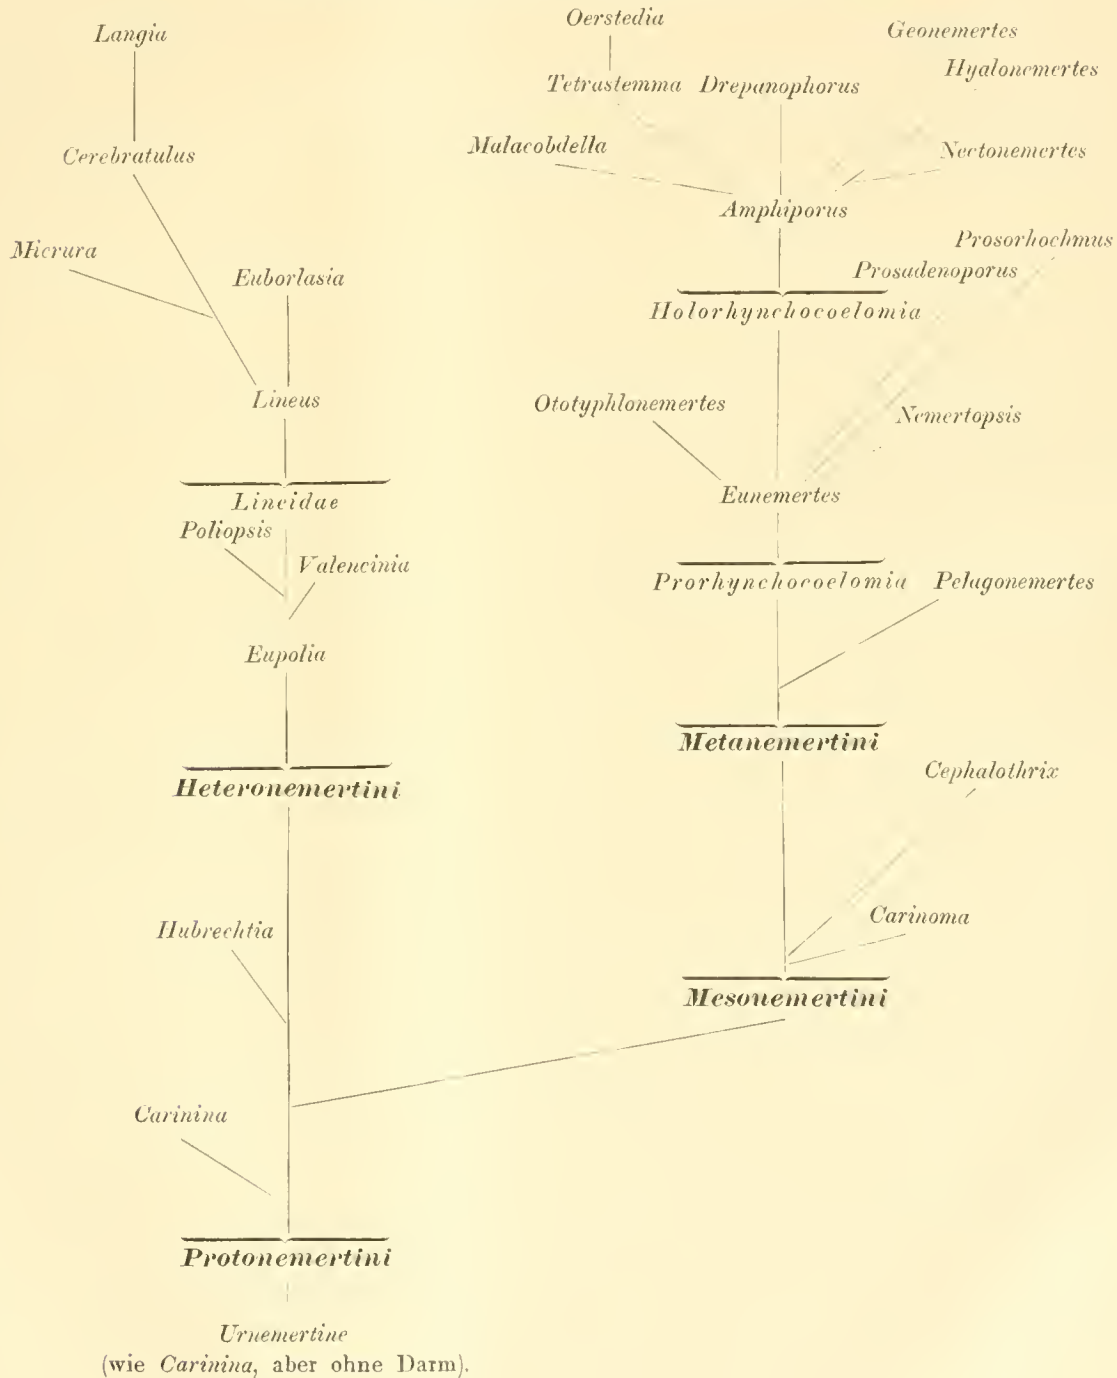 Oerstedia
Geonemertes
Langia
Hyalonemertes
Tetrastemma Drepanophorus
Malacobdella
Nectonemertes
Cerebratulus
Amphiporus
Prosorhochmus
Micrura
Prosadenoporus
Euborlasia
Holorhynchocoelomia
Lineus
Ototyphlonemertes
Nemertopsis
Eunemertes
Lineidae
Poliopsis
Valencinia
Prorhynchocoelomia
Pelagonemertes
Eupolia
Metanemertini
Cephalothrix
Heteronemertini
Carinoma
Hubrechtia
Mesonemertini
Carinina
Protonemertini
Urnemertine
(wie Carinina, aber ohne Darm).